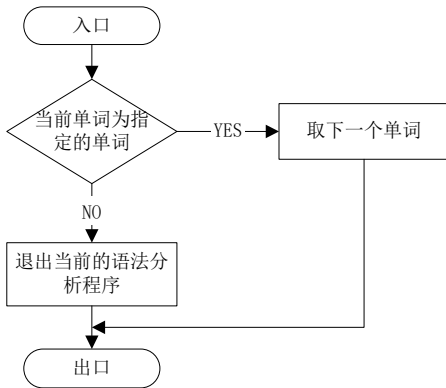 入口
当前单词为指
定的单词
YES
取下一个单词
NO
退出当前的语法分
析程序
出口